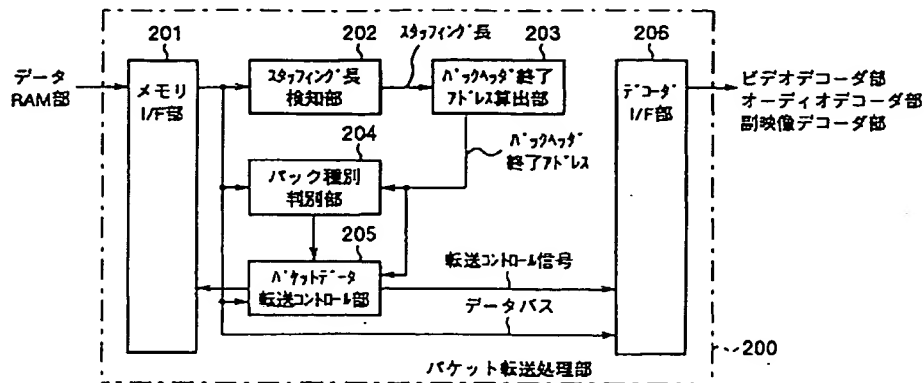 201
202
スタッフィング長
203
206
データ
RAM部
メモリ
I/F部
スタッフィング長
検知部
パックヘッダ終了
アドレス算出部
デコーダ
I/F部
ビデオデコーダ部
オーディオデコーダ部
副映像デコーダ部
204
パック種別
判別部
パックヘッダ
終了アドレス
205
パケットデータ
転送コントロール部
転送コントロール信号
データバス
200
パケット転送処理部